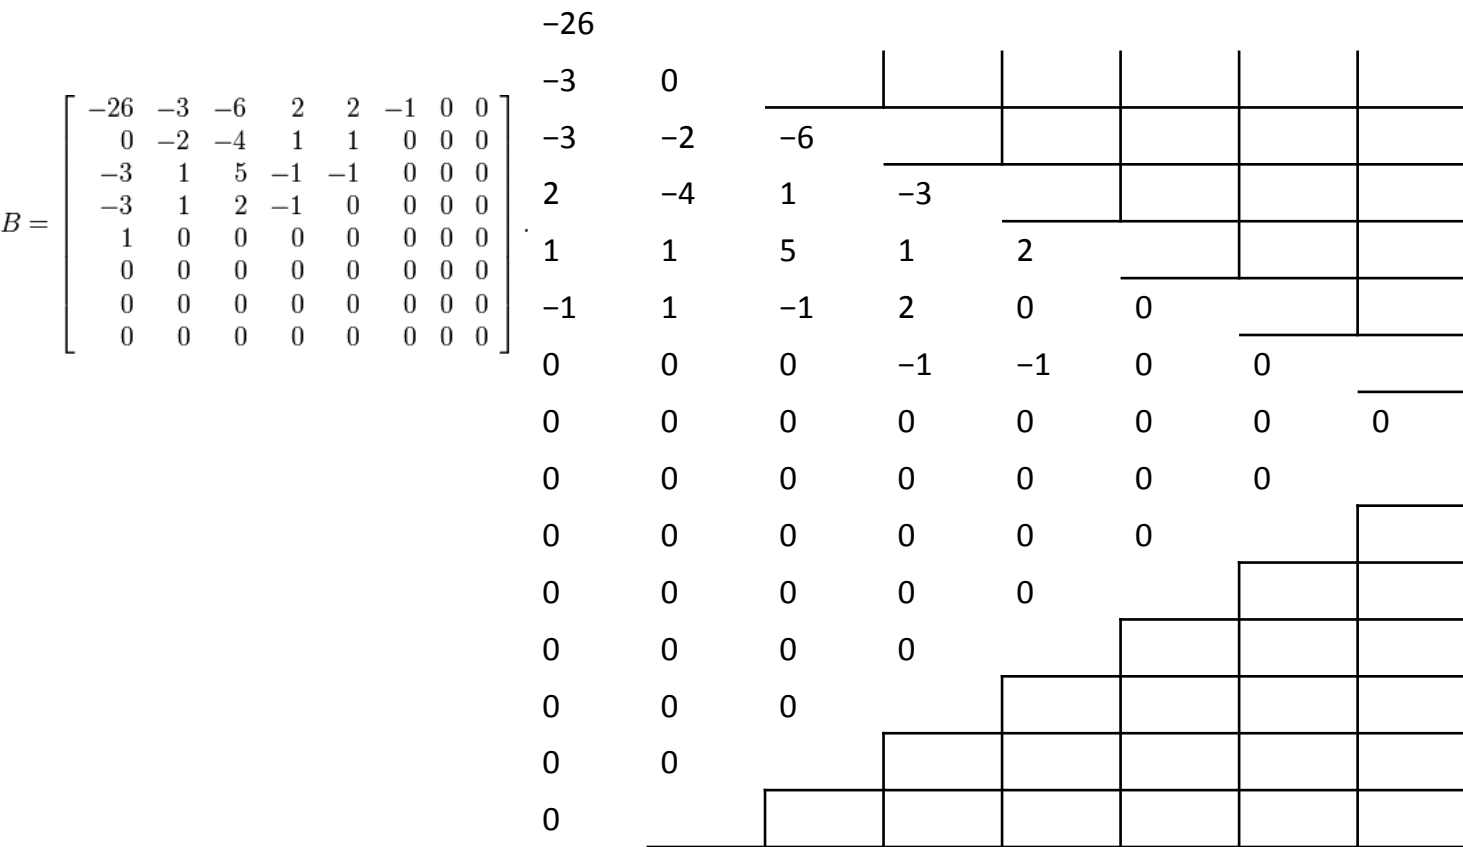 −26
−3 0
B = [ −26 −3 −6 2 2 −1 0 0
0 −2 −4 1 1 0 0 0
−3 1 5 −1 −1 0 0 0
−3 1 2 −1 0 0 0 0
1 0 0 0 0 0 0 0
0 0 0 0 0 0 0 0
0 0 0 0 0 0 0 0
0 0 0 0 0 0 0 0 ] .
−3 −2 −6
2 −4 1 −3
1 1 5 1 2
−1 1 −1 2 0 0
0 0 0 −1 −1 0 0
0 0 0 0 0 0 0 0
0 0 0 0 0 0 0
0 0 0 0 0 0
0 0 0 0 0
0 0 0 0
0 0 0
0 0
0